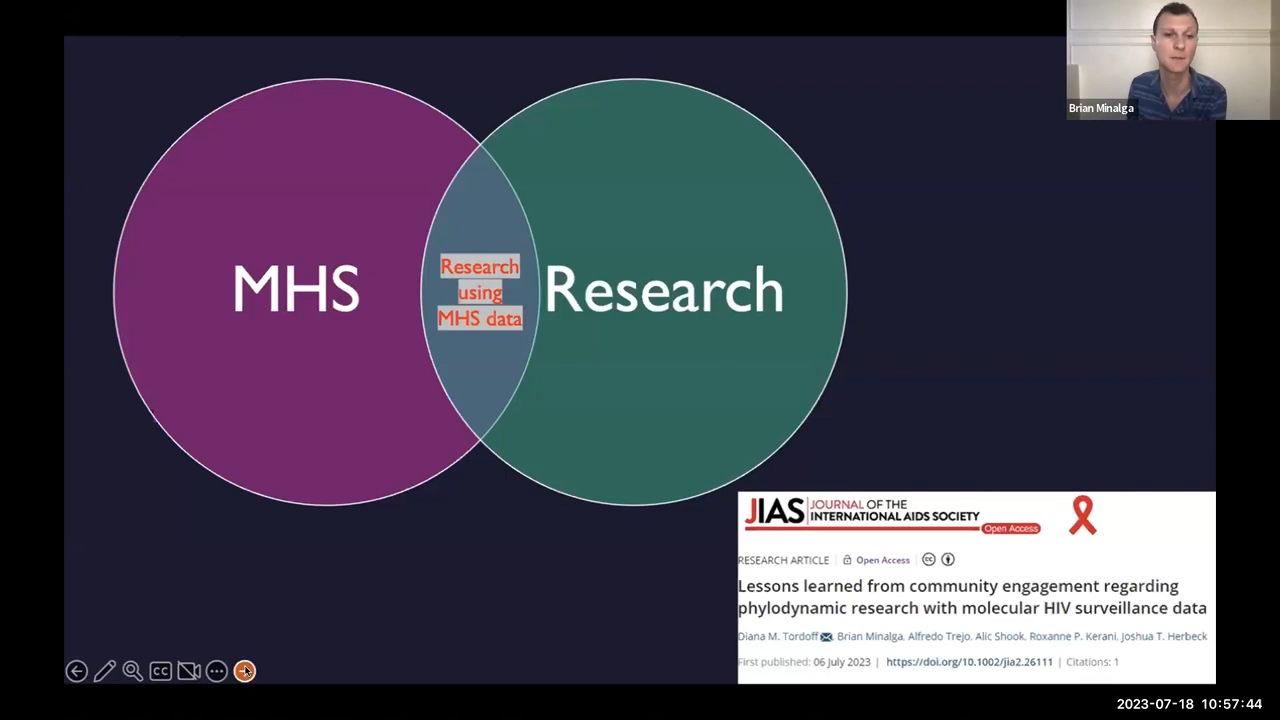 Brian Minalga
MHS
Research
using
MHS data
Research
JIAS JOURNAL OF THE
INTERNATIONAL AIDS SOCIETY
Open Access
RESEARCH ARTICLE Open Access
Lessons learned from community engagement regarding
phylodynamic research with molecular HIV surveillance data
Diana M. Tordoff, Brian Minalga, Alfredo Trejo, Alic Shook, Roxanne P. Kerani, Joshua T. Herbeck
First published: 06 July 2023 | https://doi.org/10.1002/jia2.26111 | Citations: 1
CC
2023-07-18 10:57:44